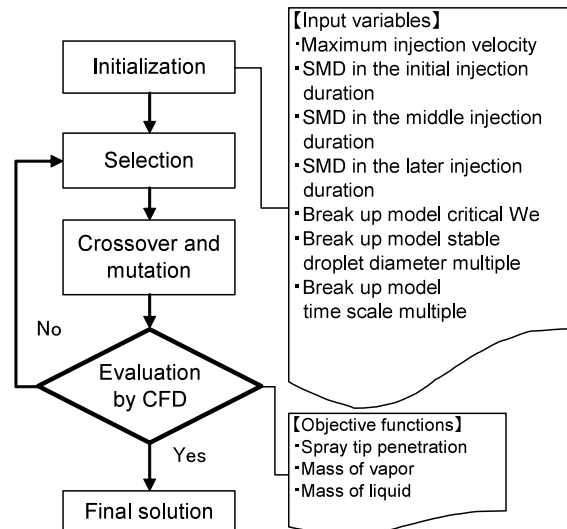 Initialization
Selection
Crossover and
mutation
No
Evaluation
by CFD
Yes
Final solution
【Input variables】
・Maximum injection velocity
・SMD in the initial injection
duration
・SMD in the middle injection
duration
・SMD in the later injection
duration
・Break up model critical We
・Break up model stable
droplet diameter multiple
・Break up model
time scale multiple
【Objective functions】
・Spray tip penetration
・Mass of vapor
・Mass of liquid